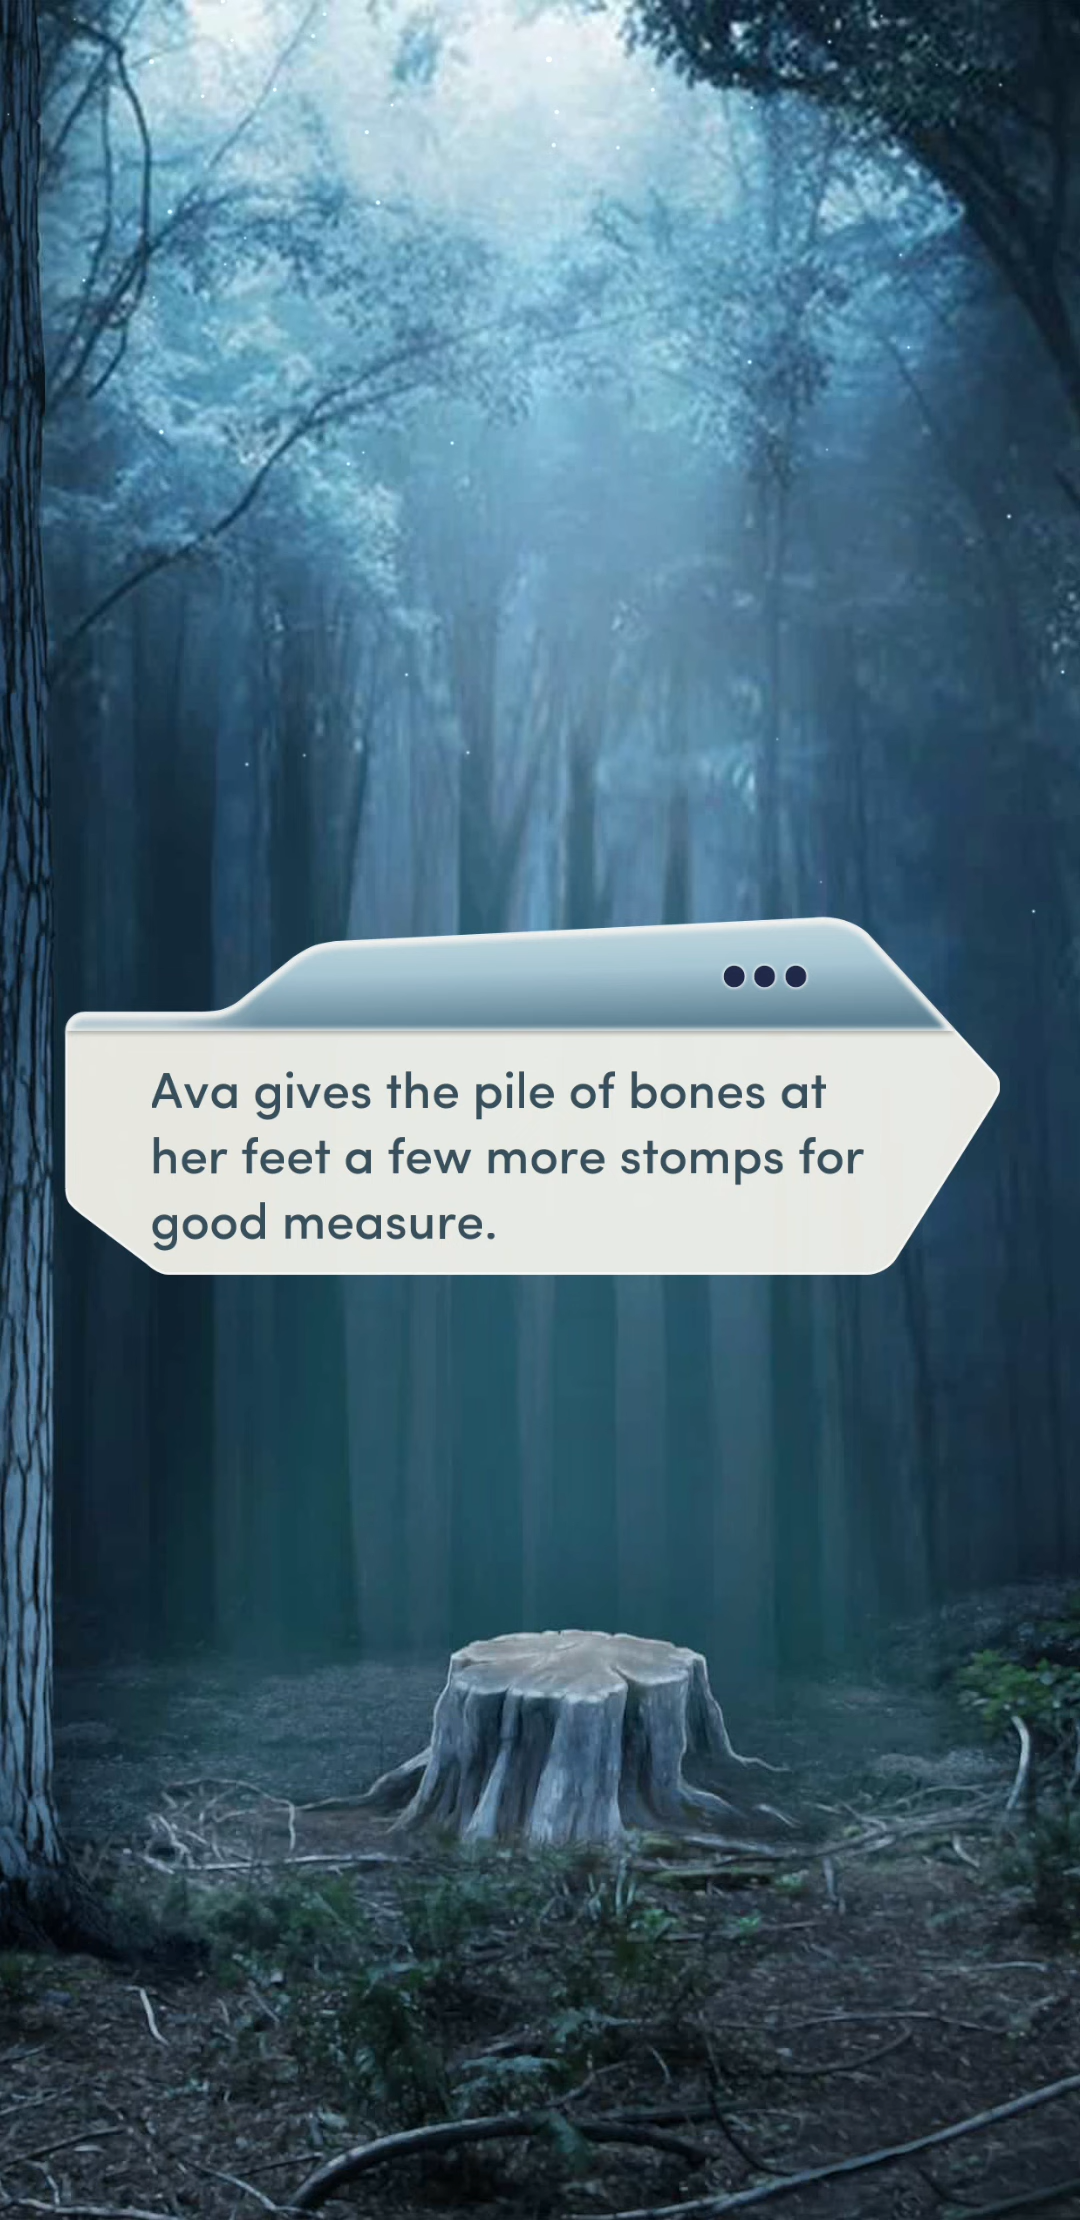 Ava gives the pile of bones at
her feet a few more stomps for
good measure.